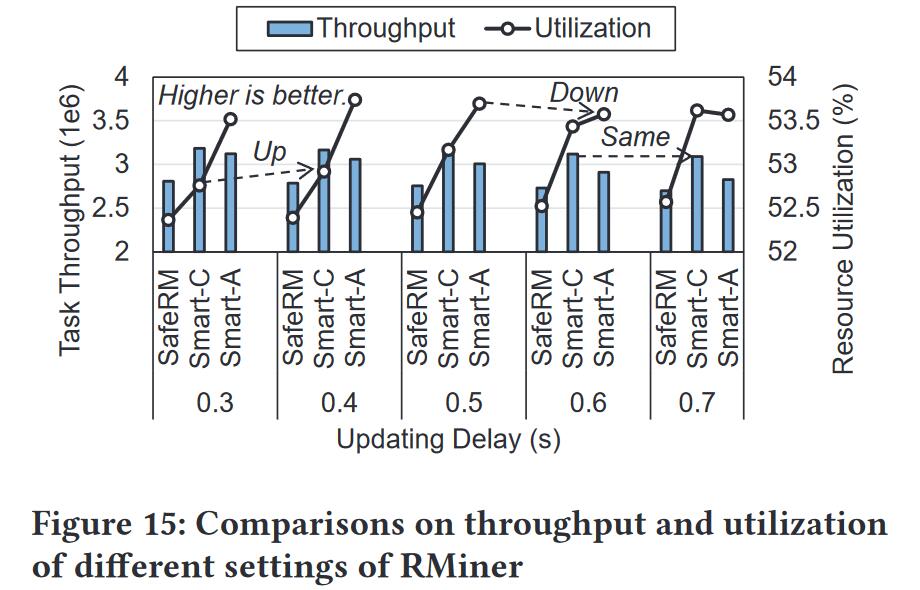 Throughput Utilization
Task Throughput (1e6)
4
3.5
3
2.5
2
54
53.5
53
52.5
52
Resource Utilization (%)
Higher is better.
Up
Down
Same
SafeRM
Smart-C
Smart-A
SafeRM
Smart-C
Smart-A
SafeRM
Smart-C
Smart-A
SafeRM
Smart-C
Smart-A
SafeRM
Smart-C
Smart-A
0.3 0.4 0.5 0.6 0.7
Updating Delay (s)
Figure 15: Comparisons on throughput and utilization
of different settings of RMiner